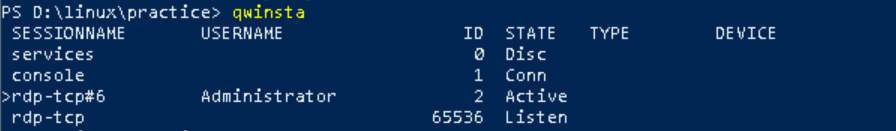 PS D:\linux\practice> qwinsta
 SESSIONNAME       USERNAME                 ID  STATE   TYPE        DEVICE
 services                                    0  Disc
 console                                     1  Conn
>rdp-tcp#6         Administrator             2  Active
 rdp-tcp                                 65536  Listen